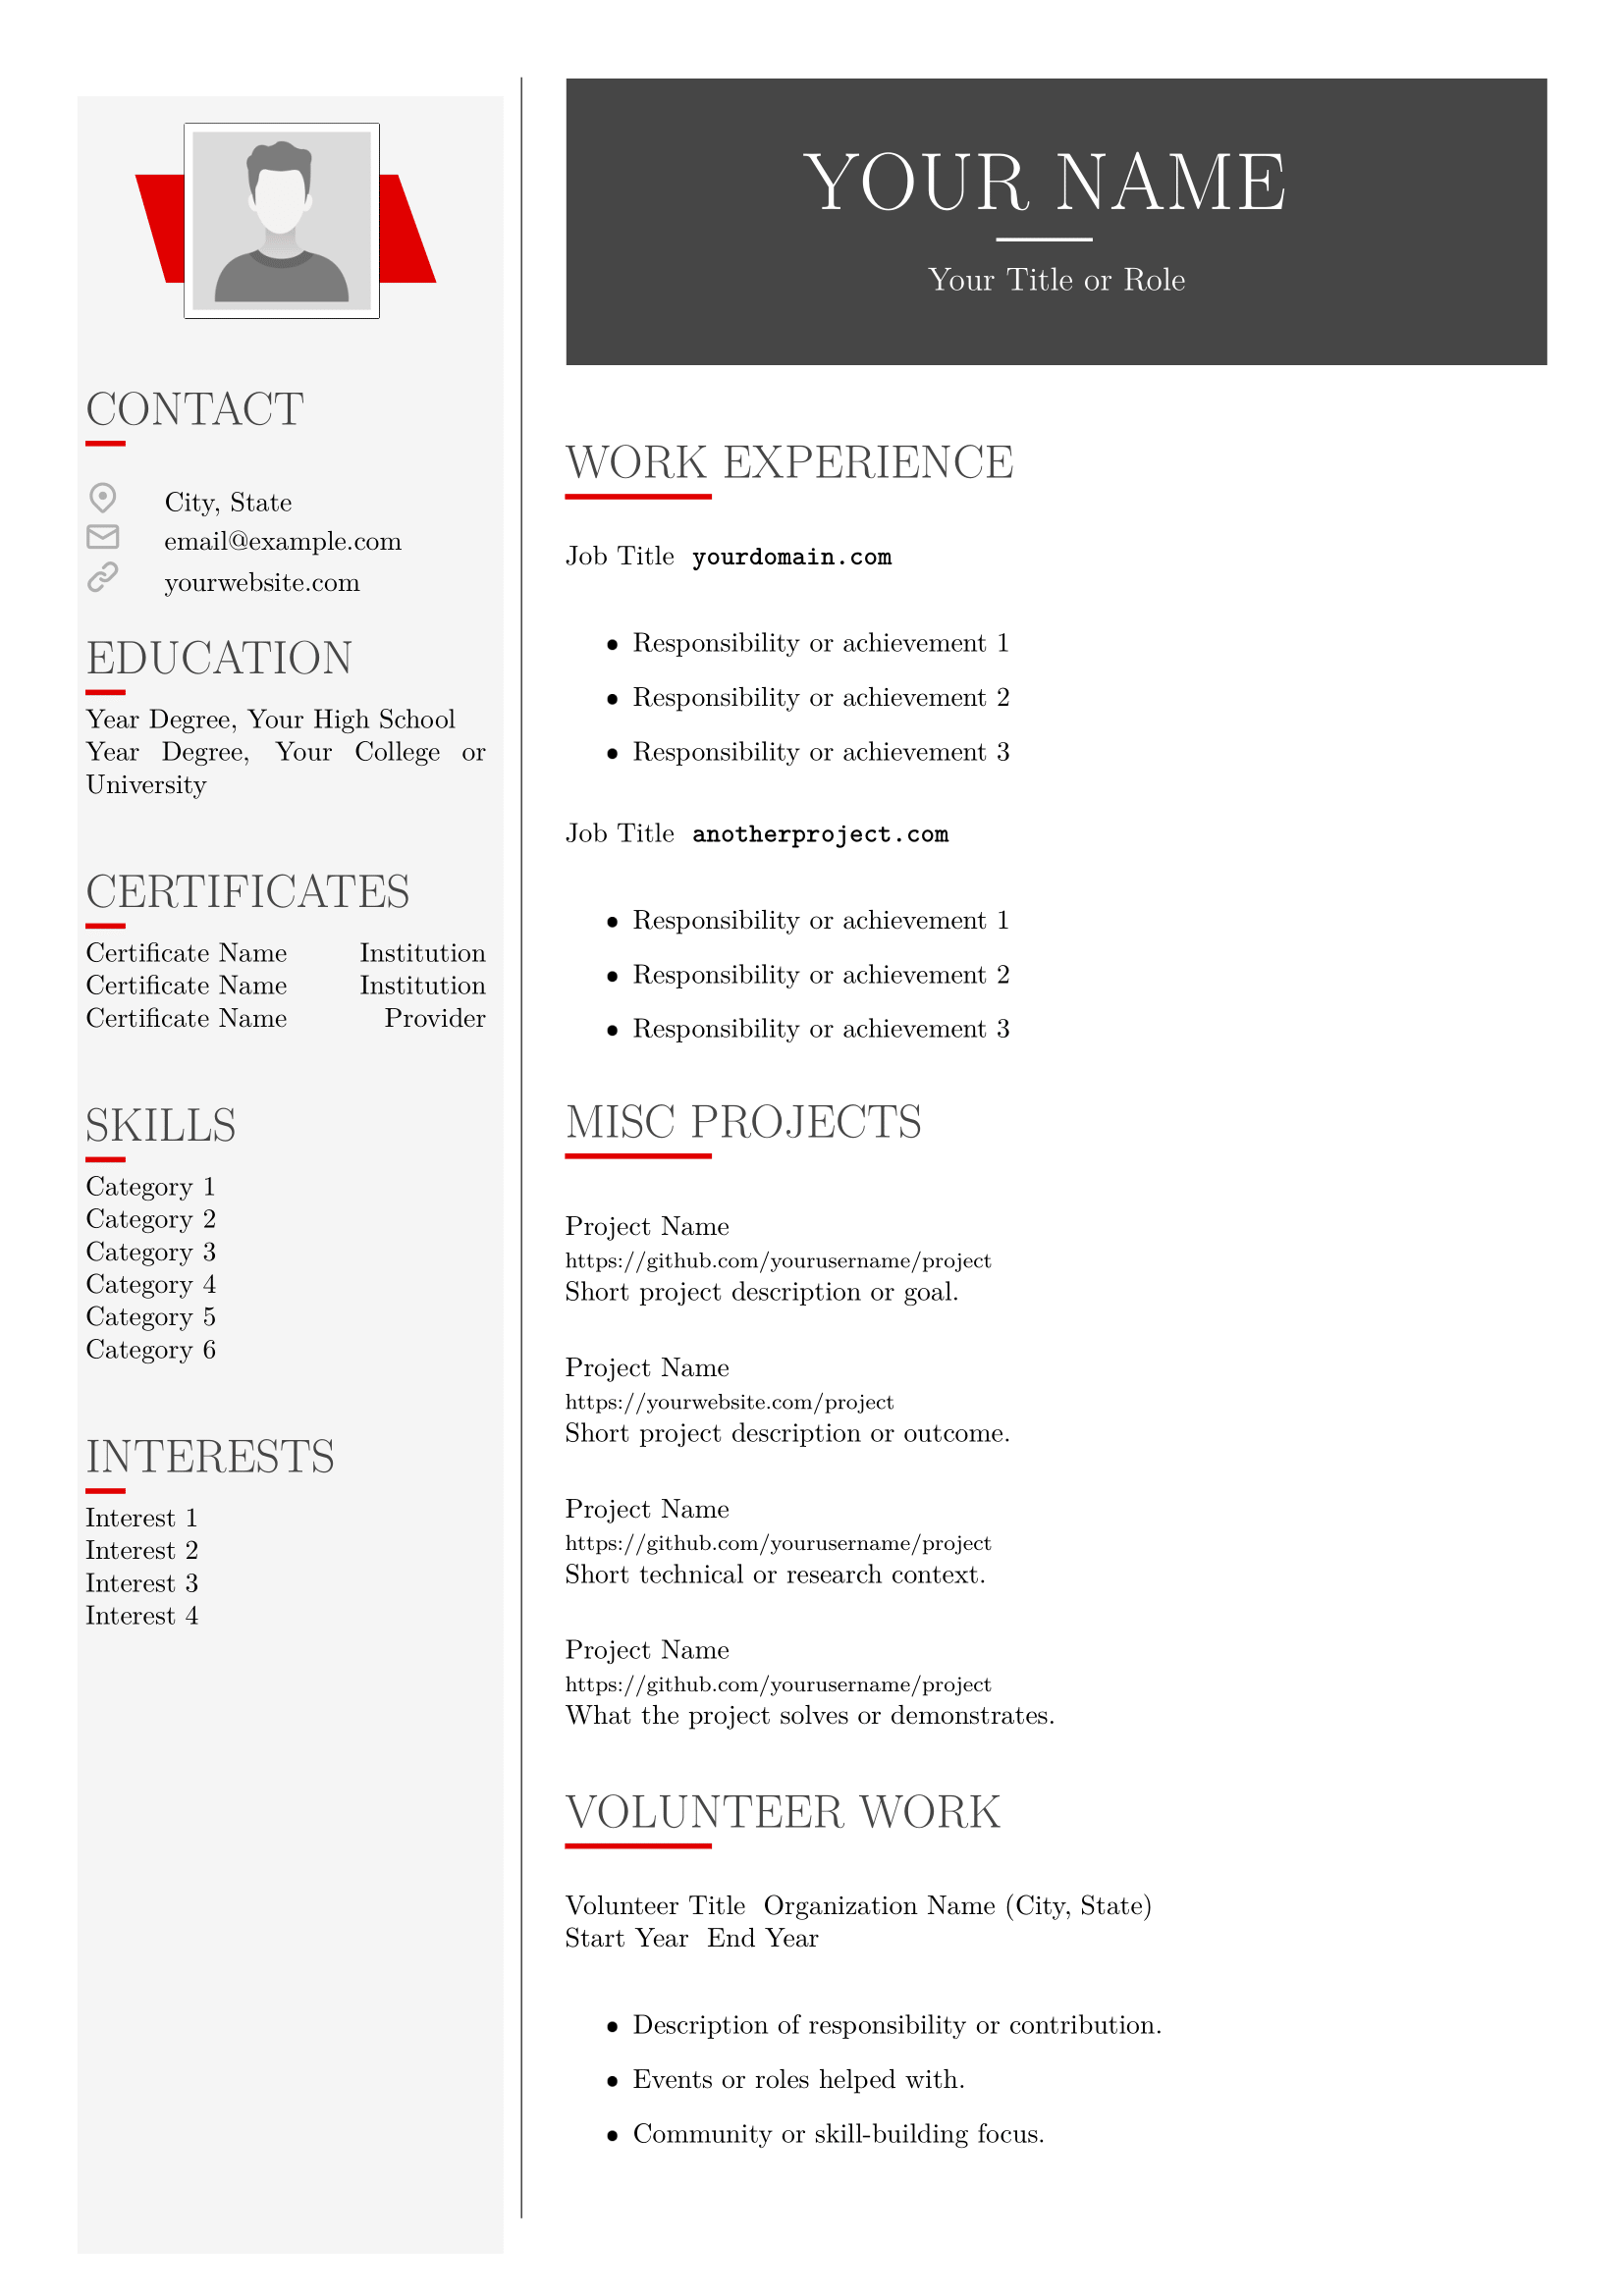 CONTACT
City, State
email@example.com
yourwebsite.com
EDUCATION
Year Degree, Your High School
Year Degree, Your College or
University
CERTIFICATES
Certificate Name Institution
Certificate Name Institution
Certificate Name Provider
SKILLS
Category 1
Category 2
Category 3
Category 4
Category 5
Category 6
INTERESTS
Interest 1
Interest 2
Interest 3
Interest 4
YOUR NAME
Your Title or Role
WORK EXPERIENCE
Job Title yourdomain.com
• Responsibility or achievement 1
• Responsibility or achievement 2
• Responsibility or achievement 3
Job Title anotherproject.com
• Responsibility or achievement 1
• Responsibility or achievement 2
• Responsibility or achievement 3
MISC PROJECTS
Project Name
https://github.com/yourusername/project
Short project description or goal.
Project Name
https://yourwebsite.com/project
Short project description or outcome.
Project Name
https://github.com/yourusername/project
Short technical or research context.
Project Name
https://github.com/yourusername/project
What the project solves or demonstrates.
VOLUNTEER WORK
Volunteer Title Organization Name (City, State)
Start Year End Year
• Description of responsibility or contribution.
• Events or roles helped with.
• Community or skill-building focus.